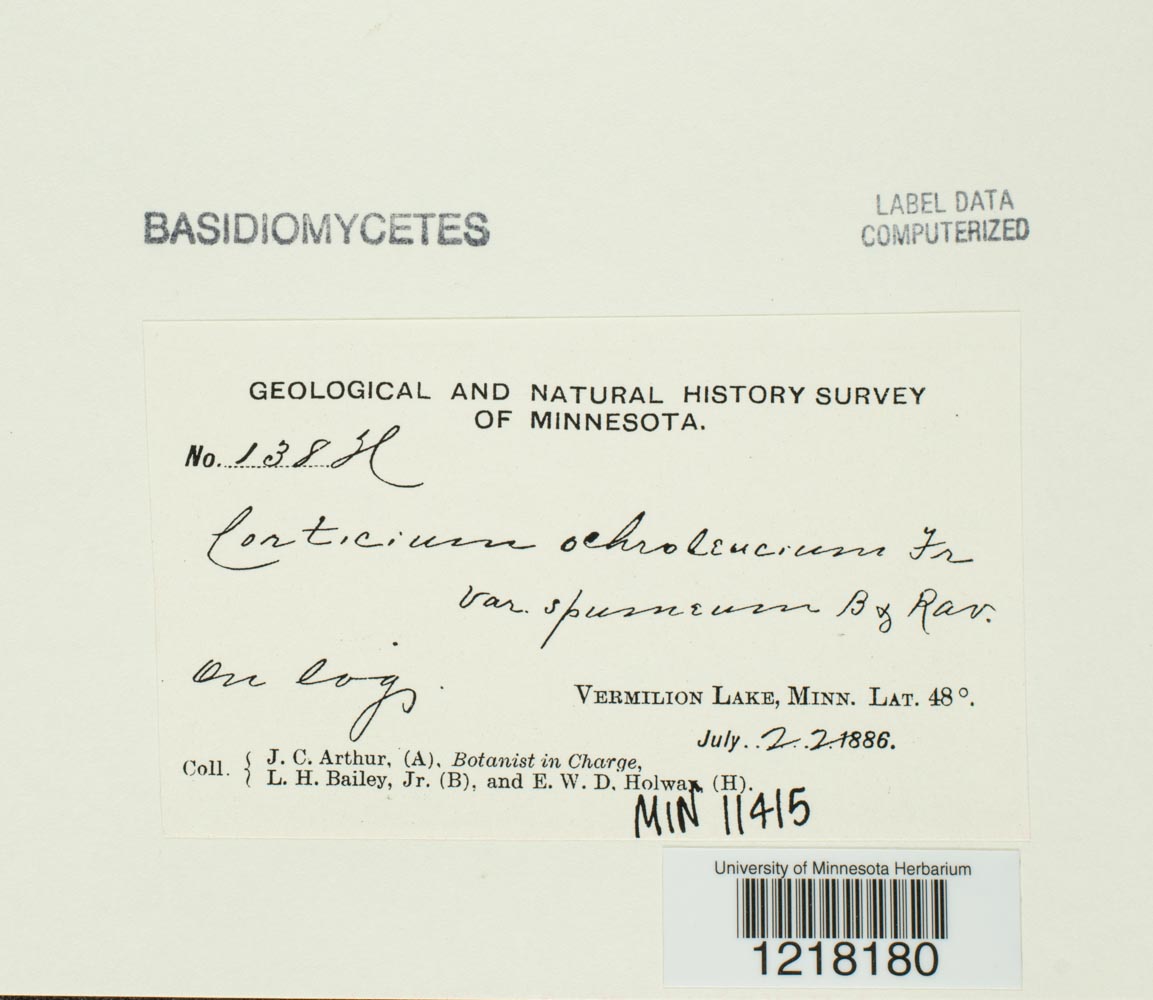 BASIDIOMYCETES
LABEL DATA
COMPUTERIZED
GEOLOGICAL AND NATURAL HISTORY SURVEY
OF MINNESOTA.
No. 138 H
Corticium ochroleucium Fr
var. spumeum B & Rav.
On logs.
VERMILION LAKE, MINN. LAT. 48°.
July 22 1886.
Coll. { J. C. Arthur, (A), Botanist in Charge,
L. H. Bailey, Jr. (B), and E. W. D. Holway (H).
MIN 11415
University of Minnesota Herbarium
1218180